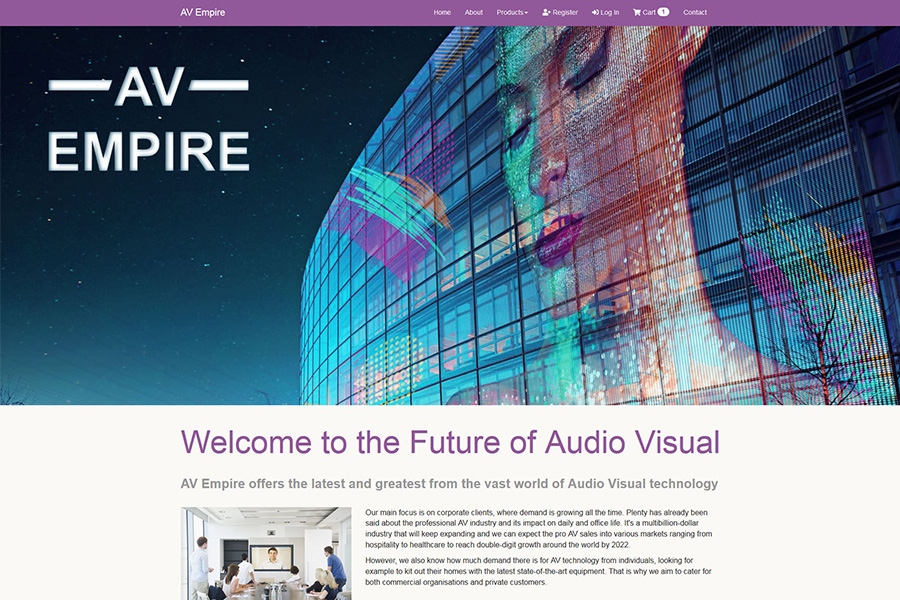 AV Empire Home About Products Register Log In Cart 1 Contact
AV
EMPIRE
Welcome to the Future of Audio Visual
AV Empire offers the latest and greatest from the vast world of Audio Visual technology
Our main focus is on corporate clients, where demand is growing all the time. Plenty has already been
said about the professional AV industry and its impact on daily and office life. It's a multibillion-dollar
industry that will keep expanding and we can expect the pro AV sales into various markets ranging from
hospitality to healthcare to reach double-digit growth around the world by 2022.
However, we also know how much demand there is for AV technology from individuals, looking for
example to kit out their homes with the latest state-of-the-art equipment. That is why we aim to cater for
both commercial organisations and private customers.